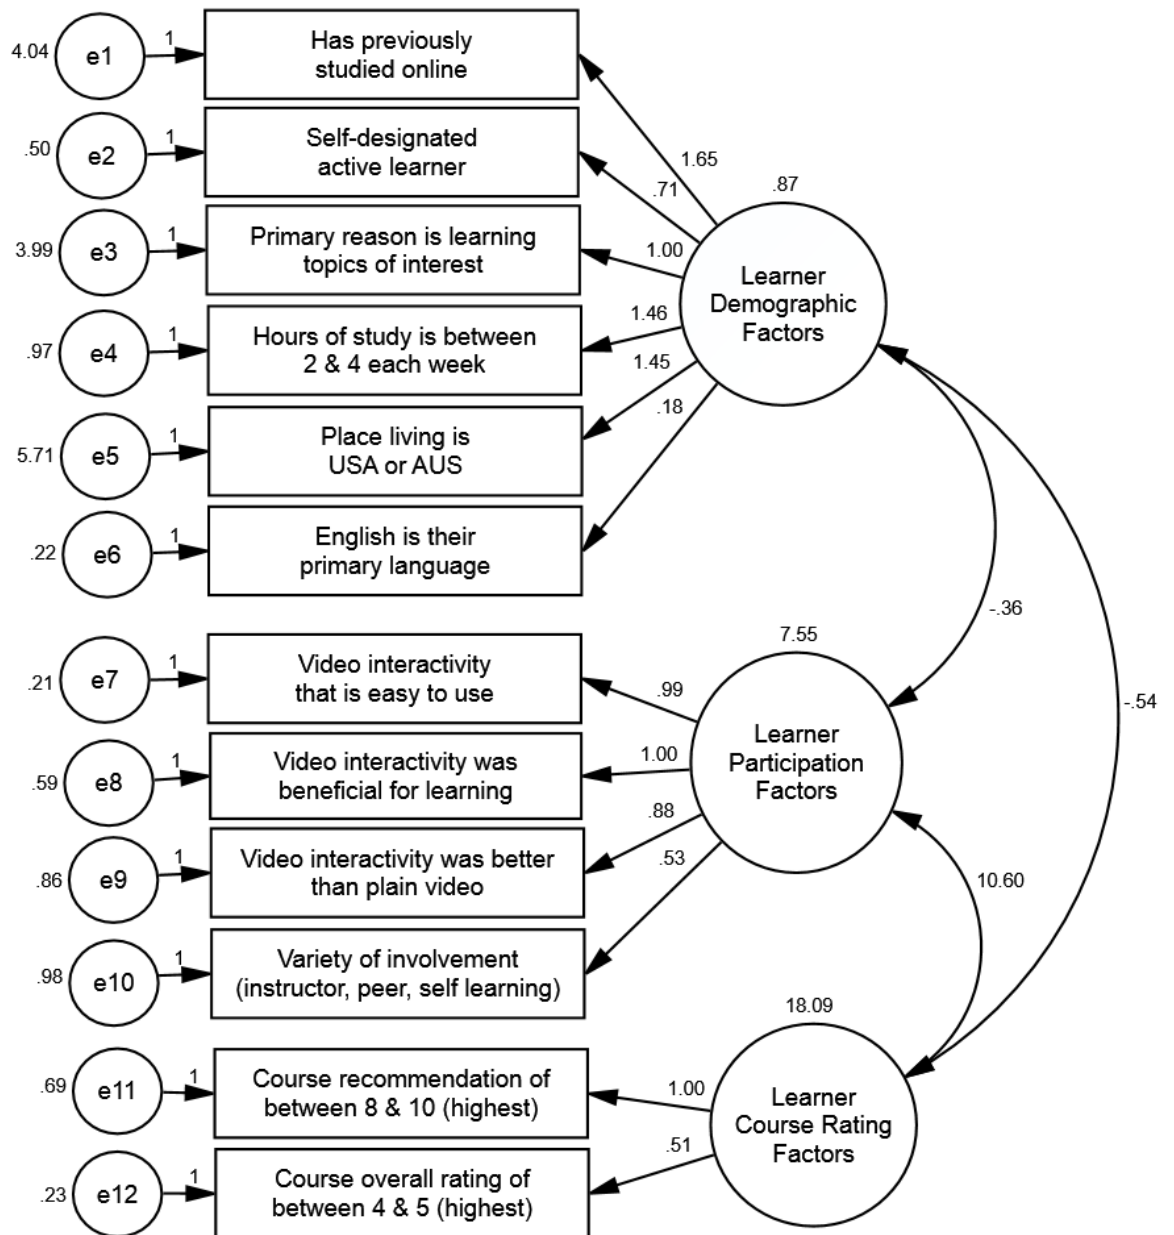 4.04
e1
1
Has previously
studied online
.50
e2
1
Self-designated
active learner
3.99
e3
1
Primary reason is learning
topics of interest
.97
e4
1
Hours of study is between
2 & 4 each week
5.71
e5
1
Place living is
USA or AUS
.22
e6
1
English is their
primary language
1.65
.71
1.00
1.46
1.45
.18
.87
Learner
Demographic
Factors
-.36
-.54
.21
e7
1
Video interactivity
that is easy to use
.59
e8
1
Video interactivity was
beneficial for learning
.86
e9
1
Video interactivity was better
than plain video
.98
e10
1
Variety of involvement
(instructor, peer, self learning)
.99
1.00
.88
.53
7.55
Learner
Participation
Factors
10.60
.69
e11
1
Course recommendation of
between 8 & 10 (highest)
.23
e12
1
Course overall rating of
between 4 & 5 (highest)
1.00
.51
18.09
Learner
Course Rating
Factors